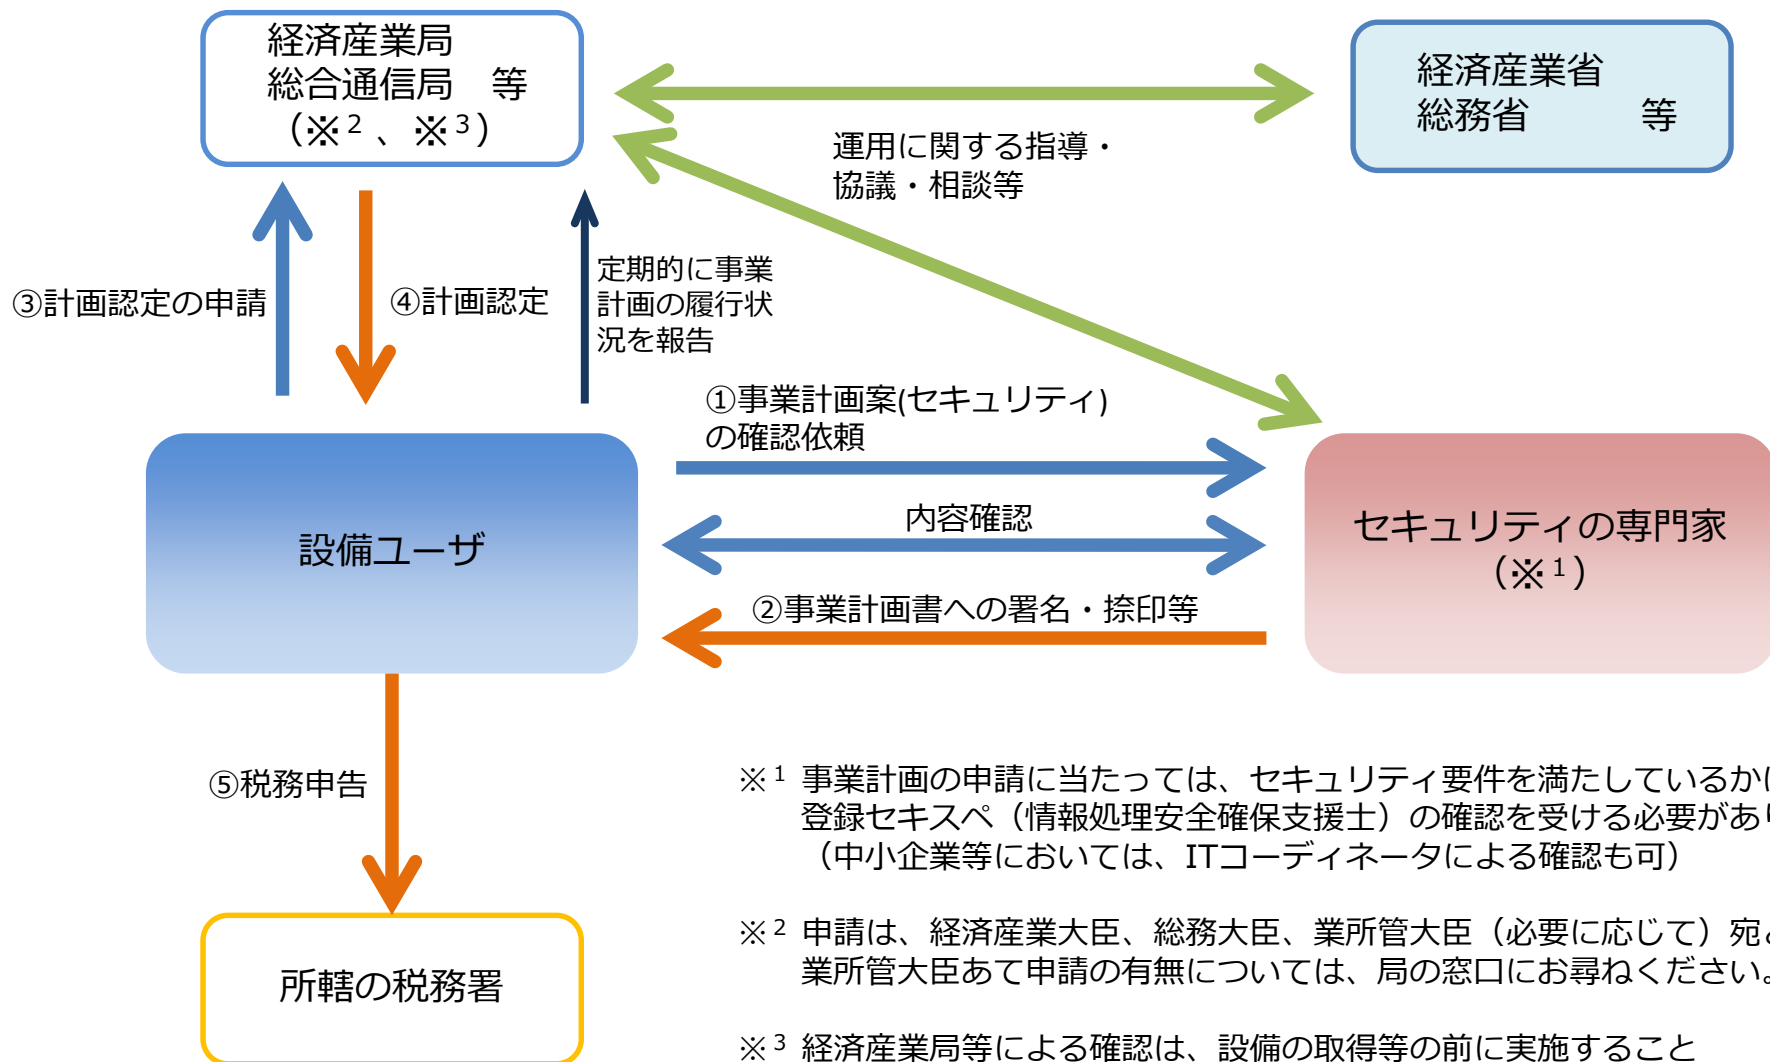 経済産業局
総合通信局　等
（※2 、※3）
経済産業省
総務省　　　等
運用に関する指導・
協議・相談等
③計画認定の申請
④計画認定
定期的に事業
計画の履行状
況を報告
①事業計画案(セキュリティ)
の確認依頼
設備ユーザ
内容確認
セキュリティの専門家
（※1）
②事業計画書への署名・捺印等
⑤税務申告
所轄の税務署
※1 事業計画の申請に当たっては、セキュリティ要件を満たしているか
登録セキスペ（情報処理安全確保支援士）の確認を受ける必要があ
（中小企業等においては、ITコーディネータによる確認も可）
※2 申請は、経済産業大臣、総務大臣、業所管大臣（必要に応じて）宛
業所管大臣あて申請の有無については、局の窓口にお尋ねください。
※3 経済産業局等による確認は、設備の取得等の前に実施すること